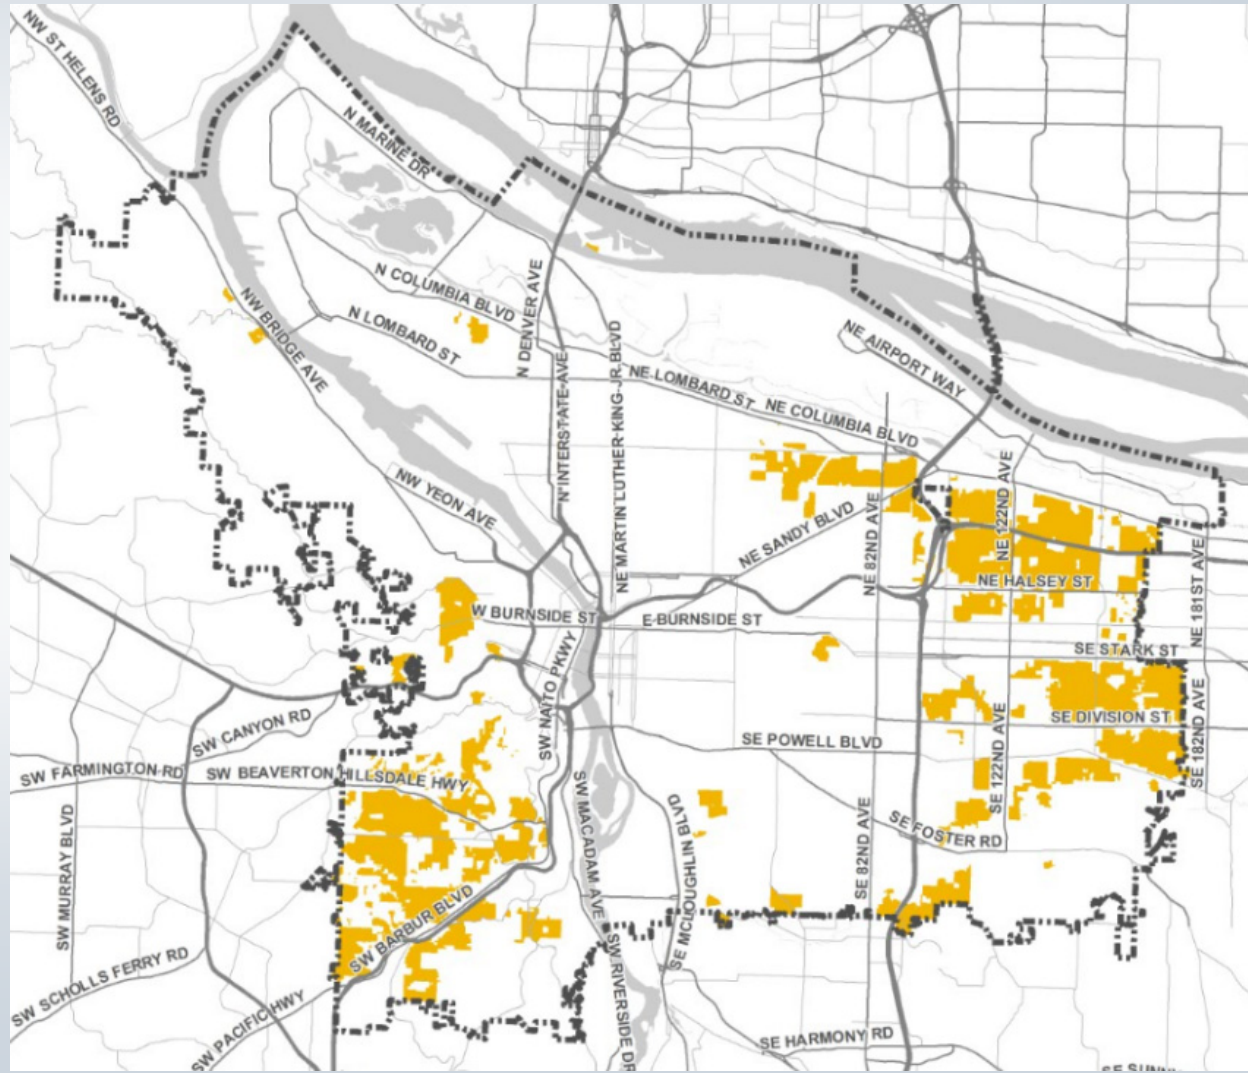 NW ST HELENS RD
N MARINE DR
N COLUMBIA BLVD
N LOMBARD ST
NW BRIDGE AVE
N DENVER AVE
N INTERSTATE AVE
NE MARTIN LUTHER KING JR BLVD
NE AIRPORT WAY
NE LOMBARD ST
NE COLUMBIA BLVD
NW YEON AVE
NE SANDY BLVD
NE 82ND AVE
NE 122ND AVE
NE HALSEY ST
NE 181ST AVE
W BURNSIDE ST
E BURNSIDE ST
SE STARK ST
SW NAITO PKWY
SW CANYON RD
SE DIVISION ST
SE POWELL BLVD
SE 122ND AVE
SE 182ND AVE
SW FARMINGTON RD
SW BEAVERTON HILLSDALE HWY
SW MURRAY BLVD
SW MACADAM AVE
SE MCLOUGHLIN BLVD
SE 82ND AVE
SE FOSTER RD
SW BARBUR BLVD
SW SCHOLLS FERRY RD
SW PACIFIC HWY
SW RIVERSIDE DR
SE HARMONY RD